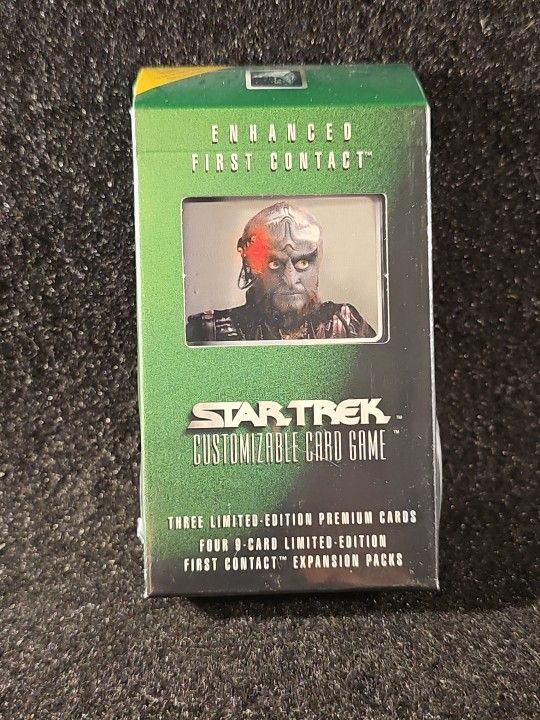 ENHANCED
FIRST CONTACT™
STAR TREK™
CUSTOMIZABLE CARD GAME™
THREE LIMITED-EDITION PREMIUM CARDS
FOUR 9-CARD LIMITED-EDITION
FIRST CONTACT™ EXPANSION PACKS